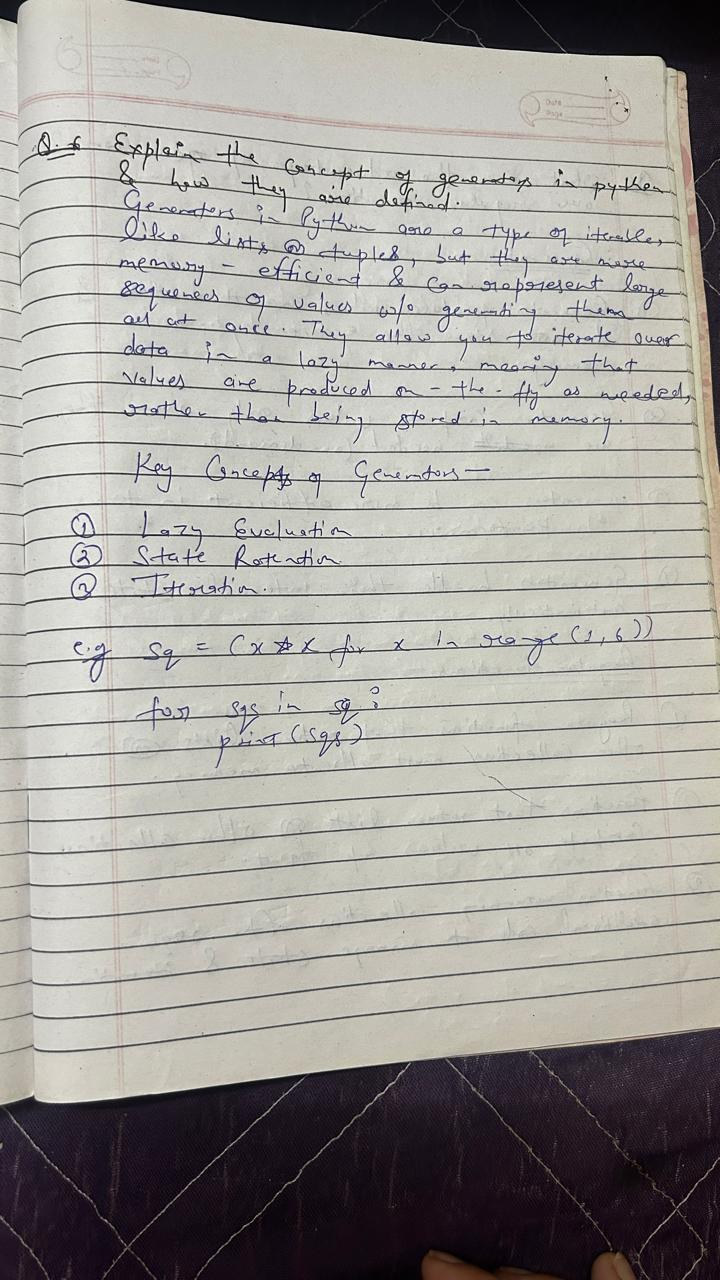 Date
Page
Q. 6 Explain the Concept of generators in python
& how they are defined.
Generators in Python are a type of iterable,
like lists or tuples, but they are more
memory - efficient & can represent large
sequences of values w/o generating them
all at once. They allow you to iterate over
data in a lazy manner, meaning that
values are produced on - the - fly as needed,
rather than being stored in memory.
Key Concepts of Generators —
① Lazy Evaluation
② State Retention
③ Iteration.
e.g sq = (x * x for x in range (1, 6))
for sqs in sq :
print (sqs)